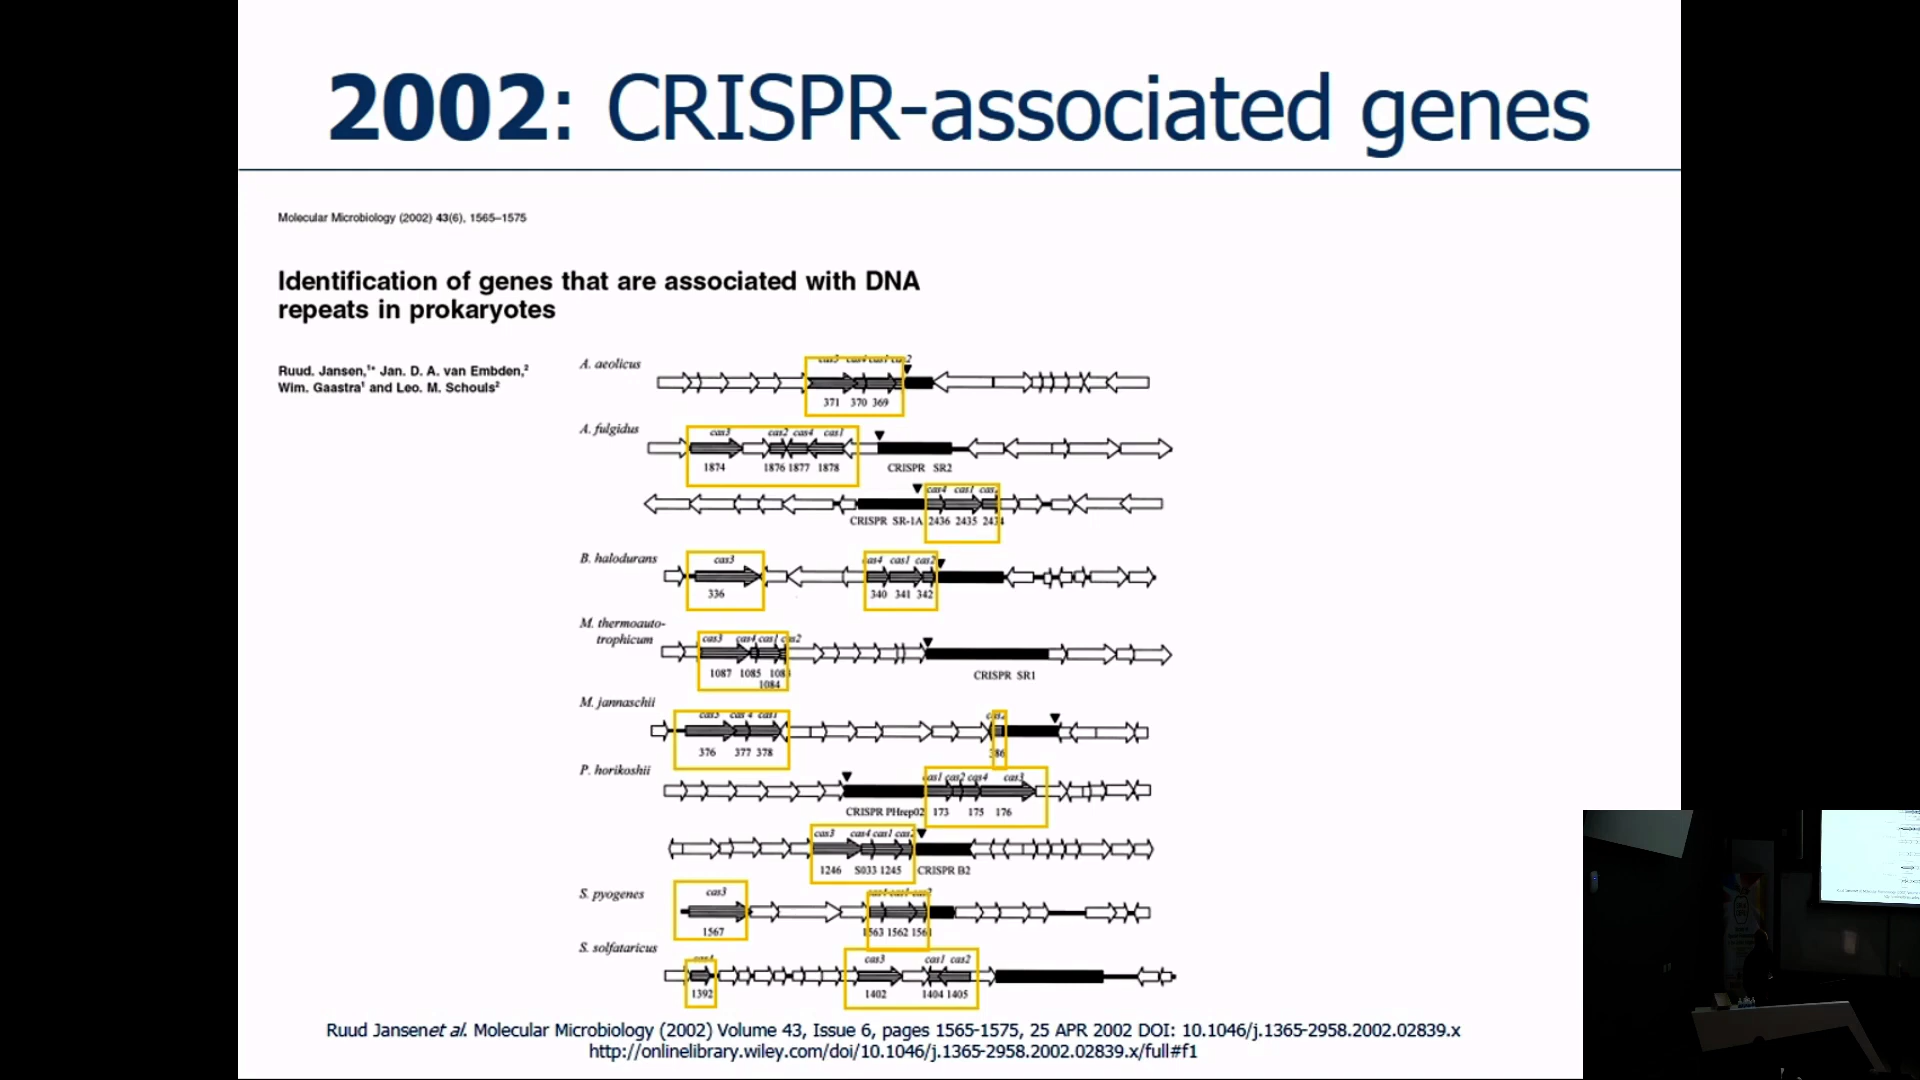 2002: CRISPR-associated genes
Molecular Microbiology (2002) 43(6), 1565–1575
Identification of genes that are associated with DNA
repeats in prokaryotes
Ruud. Jansen,¹* Jan. D. A. van Embden,²
Wim. Gaastra¹ and Leo. M. Schouls²
A. aeolicus
cas3 cas4 cas1 cas2
371 370 369
A. fulgidus
cas3 cas2 cas4 cas1
1874 1876 1877 1878 CRISPR SR2
cas4 cas1 cas2
CRISPR SR-1A 2436 2435 2434
B. halodurans
cas3 cas4 cas1 cas2
336 340 341 342
M. thermoauto-
trophicum
cas3 cas4 cas1 cas2
1087 1085 108
1084
CRISPR SR1
M. jannaschii
cas3 cas 4 cas1 cas2
376 377 378 386
P. horikoshii
cas1 cas2 cas4 cas3
CRISPR PHrep02 173 175 176
cas3 cas4 cas1 cas2
1246 S033 1245 CRISPR B2
S. pyogenes
cas3 cas4 cas1 cas2
1567 1563 1562 1561
S. solfataricus
cas4 cas3 cas1 cas2
1392 1402 1404 1405
Ruud Jansenet al. Molecular Microbiology (2002) Volume 43, Issue 6, pages 1565-1575, 25 APR 2002 DOI: 10.1046/j.1365-2958.2002.02839.x
http://onlinelibrary.wiley.com/doi/10.1046/j.1365-2958.2002.02839.x/full#f1